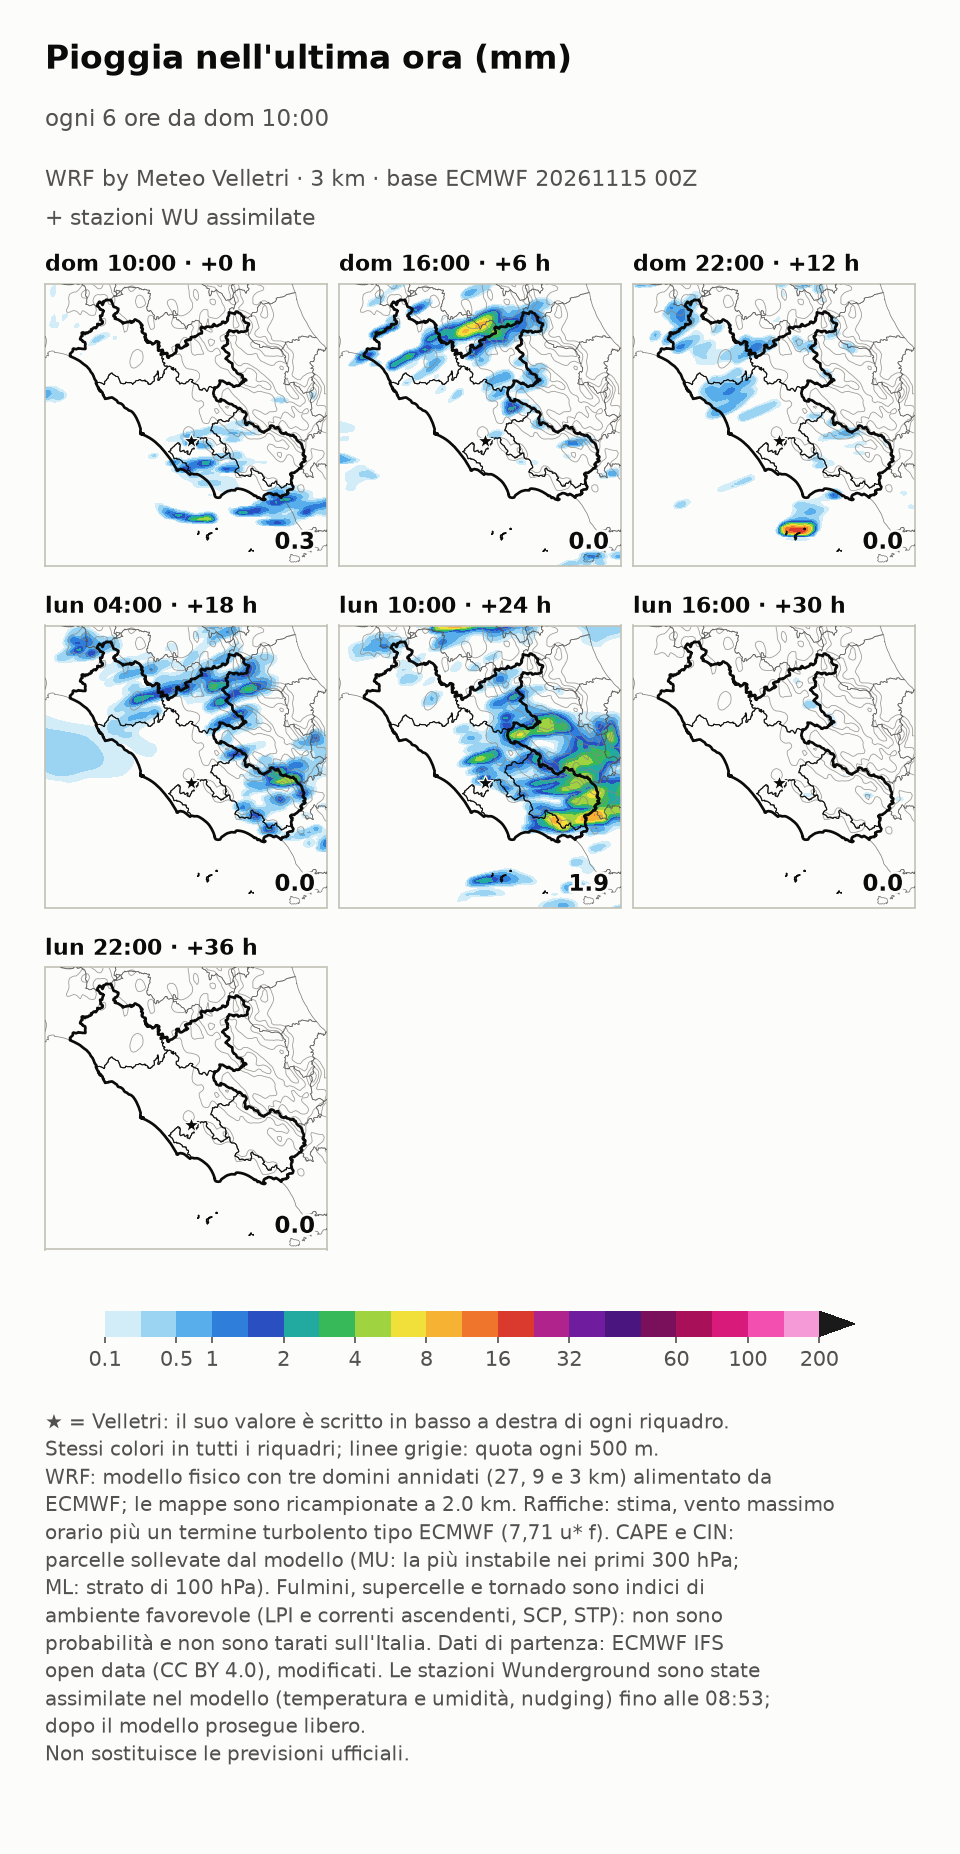 Pioggia nell'ultima ora (mm)
ogni 6 ore da dom 10:00
WRF by Meteo Velletri · 3 km · base ECMWF 20261115 00Z
+ stazioni WU assimilate
dom 10:00 · +0 h
dom 16:00 · +6 h
dom 22:00 · +12 h
0.3
0.0
0.0
lun 04:00 · +18 h
lun 10:00 · +24 h
lun 16:00 · +30 h
0.0
1.9
0.0
lun 22:00 · +36 h
0.0
0.1 0.5 1 2 4 8 16 32 60 100 200
★ = Velletri: il suo valore è scritto in basso a destra di ogni riquadro.
Stessi colori in tutti i riquadri; linee grigie: quota ogni 500 m.
WRF: modello fisico con tre domini annidati (27, 9 e 3 km) alimentato da
ECMWF; le mappe sono ricampionate a 2.0 km. Raffiche: stima, vento massimo
orario più un termine turbolento tipo ECMWF (7,71 u* f). CAPE e CIN:
parcelle sollevate dal modello (MU: la più instabile nei primi 300 hPa;
ML: strato di 100 hPa). Fulmini, supercelle e tornado sono indici di
ambiente favorevole (LPI e correnti ascendenti, SCP, STP): non sono
probabilità e non sono tarati sull'Italia. Dati di partenza: ECMWF IFS
open data (CC BY 4.0), modificati. Le stazioni Wunderground sono state
assimilate nel modello (temperatura e umidità, nudging) fino alle 08:53;
dopo il modello prosegue libero.
Non sostituisce le previsioni ufficiali.